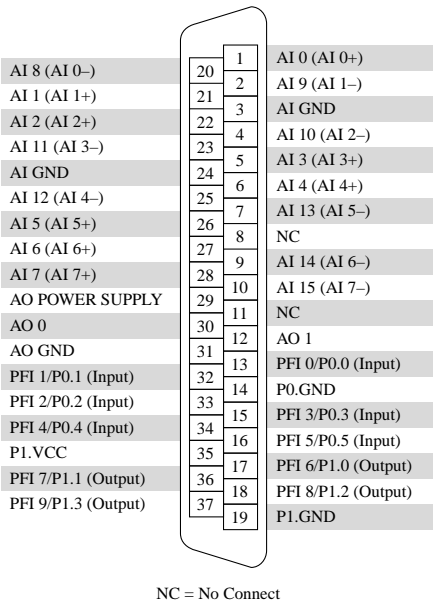 1 AI 0 (AI 0+)
AI 8 (AI 0–) 20
2 AI 9 (AI 1–)
AI 1 (AI 1+) 21
3 AI GND
AI 2 (AI 2+) 22
4 AI 10 (AI 2–)
AI 11 (AI 3–) 23
5 AI 3 (AI 3+)
AI GND 24
6 AI 4 (AI 4+)
AI 12 (AI 4–) 25
7 AI 13 (AI 5–)
AI 5 (AI 5+) 26
8 NC
AI 6 (AI 6+) 27
9 AI 14 (AI 6–)
AI 7 (AI 7+) 28
10 AI 15 (AI 7–)
AO POWER SUPPLY 29
11 NC
AO 0 30
12 AO 1
AO GND 31
13 PFI 0/P0.0 (Input)
PFI 1/P0.1 (Input) 32
14 P0.GND
PFI 2/P0.2 (Input) 33
15 PFI 3/P0.3 (Input)
PFI 4/P0.4 (Input) 34
16 PFI 5/P0.5 (Input)
P1.VCC 35
17 PFI 6/P1.0 (Output)
PFI 7/P1.1 (Output) 36
18 PFI 8/P1.2 (Output)
PFI 9/P1.3 (Output) 37
19 P1.GND
NC = No Connect